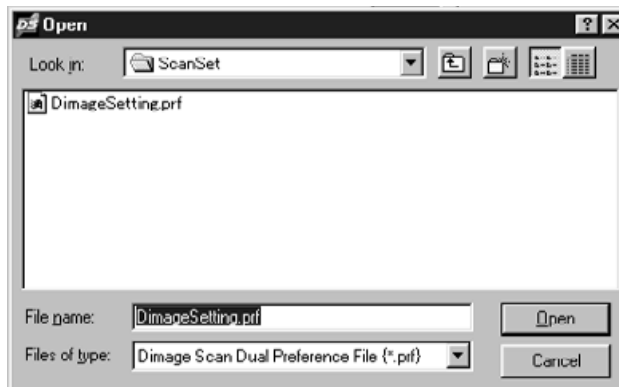 DS Open
Look in: ScanSet
DimageSetting.prf
File name: DimageSetting.prf Open
Files of type: Dimage Scan Dual Preference File {*.prf} Cancel